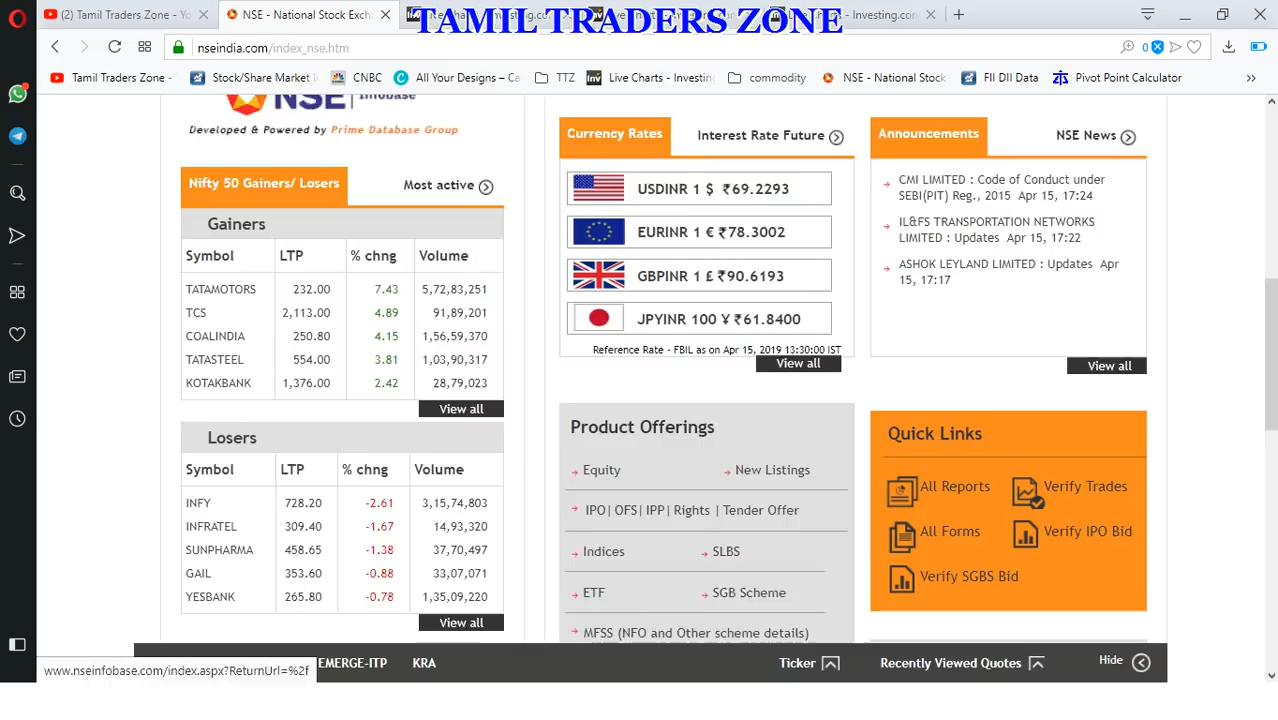 (2) Tamil Traders Zone - Yo
NSE - National Stock Excha
TAMIL TRADERS ZONE
Investing.com
nseindia.com/index_nse.htm
0
Tamil Traders Zone -
Stock/Share Market
CNBC
All Your Designs – Ca
TTZ
Live Charts - Investin
commodity
NSE - National Stock
FII DII Data
Pivot Point Calculator
NSE infobase
Developed & Powered by Prime Database Group
Nifty 50 Gainers/ Losers
Most active
Gainers
Symbol LTP % chng Volume
TATAMOTORS 232.00 7.43 5,72,83,251
TCS 2,113.00 4.89 91,89,201
COALINDIA 250.80 4.15 1,56,59,370
TATASTEEL 554.00 3.81 1,03,90,317
KOTAKBANK 1,376.00 2.42 28,79,023
View all
Losers
Symbol LTP % chng Volume
INFY 728.20 -2.61 3,15,74,803
INFRATEL 309.40 -1.67 14,93,320
SUNPHARMA 458.65 -1.38 37,70,497
GAIL 353.60 -0.88 33,07,071
YESBANK 265.80 -0.78 1,35,09,220
View all
Currency Rates
Interest Rate Future
USDINR 1 $ ₹69.2293
EURINR 1 € ₹78.3002
GBPINR 1 £ ₹90.6193
JPYINR 100 ¥ ₹61.8400
Reference Rate - FBIL as on Apr 15, 2019 13:30:00 IST
View all
Announcements
NSE News
CMI LIMITED : Code of Conduct under
SEBI(PIT) Reg., 2015 Apr 15, 17:24
IL&FS TRANSPORTATION NETWORKS
LIMITED : Updates Apr 15, 17:22
ASHOK LEYLAND LIMITED : Updates Apr
15, 17:17
View all
Product Offerings
Equity New Listings
IPO| OFS| IPP| Rights | Tender Offer
Indices SLBS
ETF SGB Scheme
MFSS (NFO and Other scheme details)
Quick Links
All Reports Verify Trades
All Forms Verify IPO Bid
Verify SGBS Bid
EMERGE-ITP KRA Ticker Recently Viewed Quotes Hide
www.nseinfobase.com/index.aspx?ReturnUrl=%2f